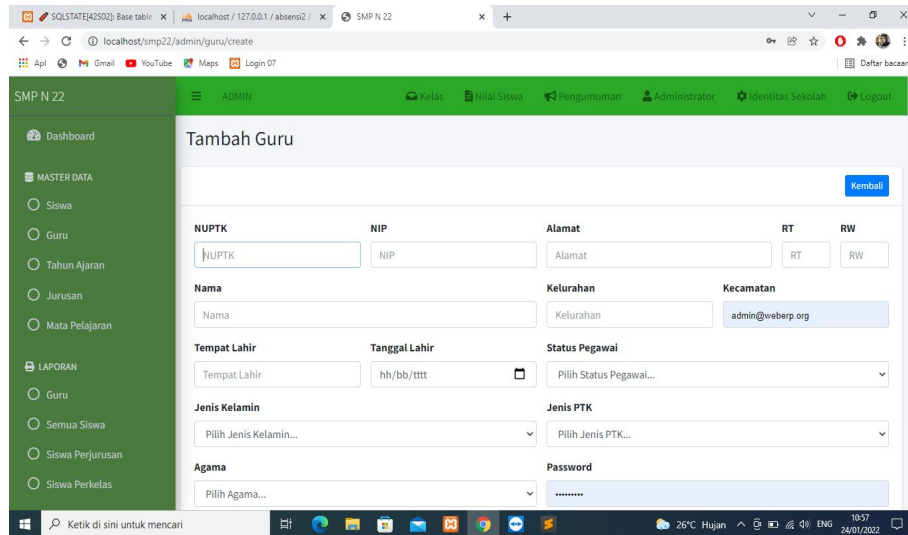 SQLSTATE[42S02]: Base table
localhost / 127.0.0.1 / absensi2 /
SMP N 22
localhost/smp22/admin/guru/create
Apl
Gmail
YouTube
Maps
Login 07
Daftar bacaan
SMP N 22
ADMIN
Kelas
Nilai Siswa
Pengumuman
Administrator
Identitas Sekolah
Logout
Dashboard
MASTER DATA
Siswa
Guru
Tahun Ajaran
Jurusan
Mata Pelajaran
LAPORAN
Guru
Semua Siswa
Siswa Perjurusan
Siswa Perkelas
Tambah Guru
Kembali
NUPTK
NIP
Alamat
RT
RW
NUPTK
NIP
Alamat
RT
RW
Nama
Kelurahan
Kecamatan
Nama
Kelurahan
admin@weberp.org
Tempat Lahir
Tanggal Lahir
Status Pegawai
Tempat Lahir
hh/bb/tttt
Pilih Status Pegawai...
Jenis Kelamin
Jenis PTK
Pilih Jenis Kelamin...
Pilih Jenis PTK...
Agama
Password
Pilih Agama...
•••••••••
Ketik di sini untuk mencari
26°C Hujan
ENG
10:57
24/01/2022